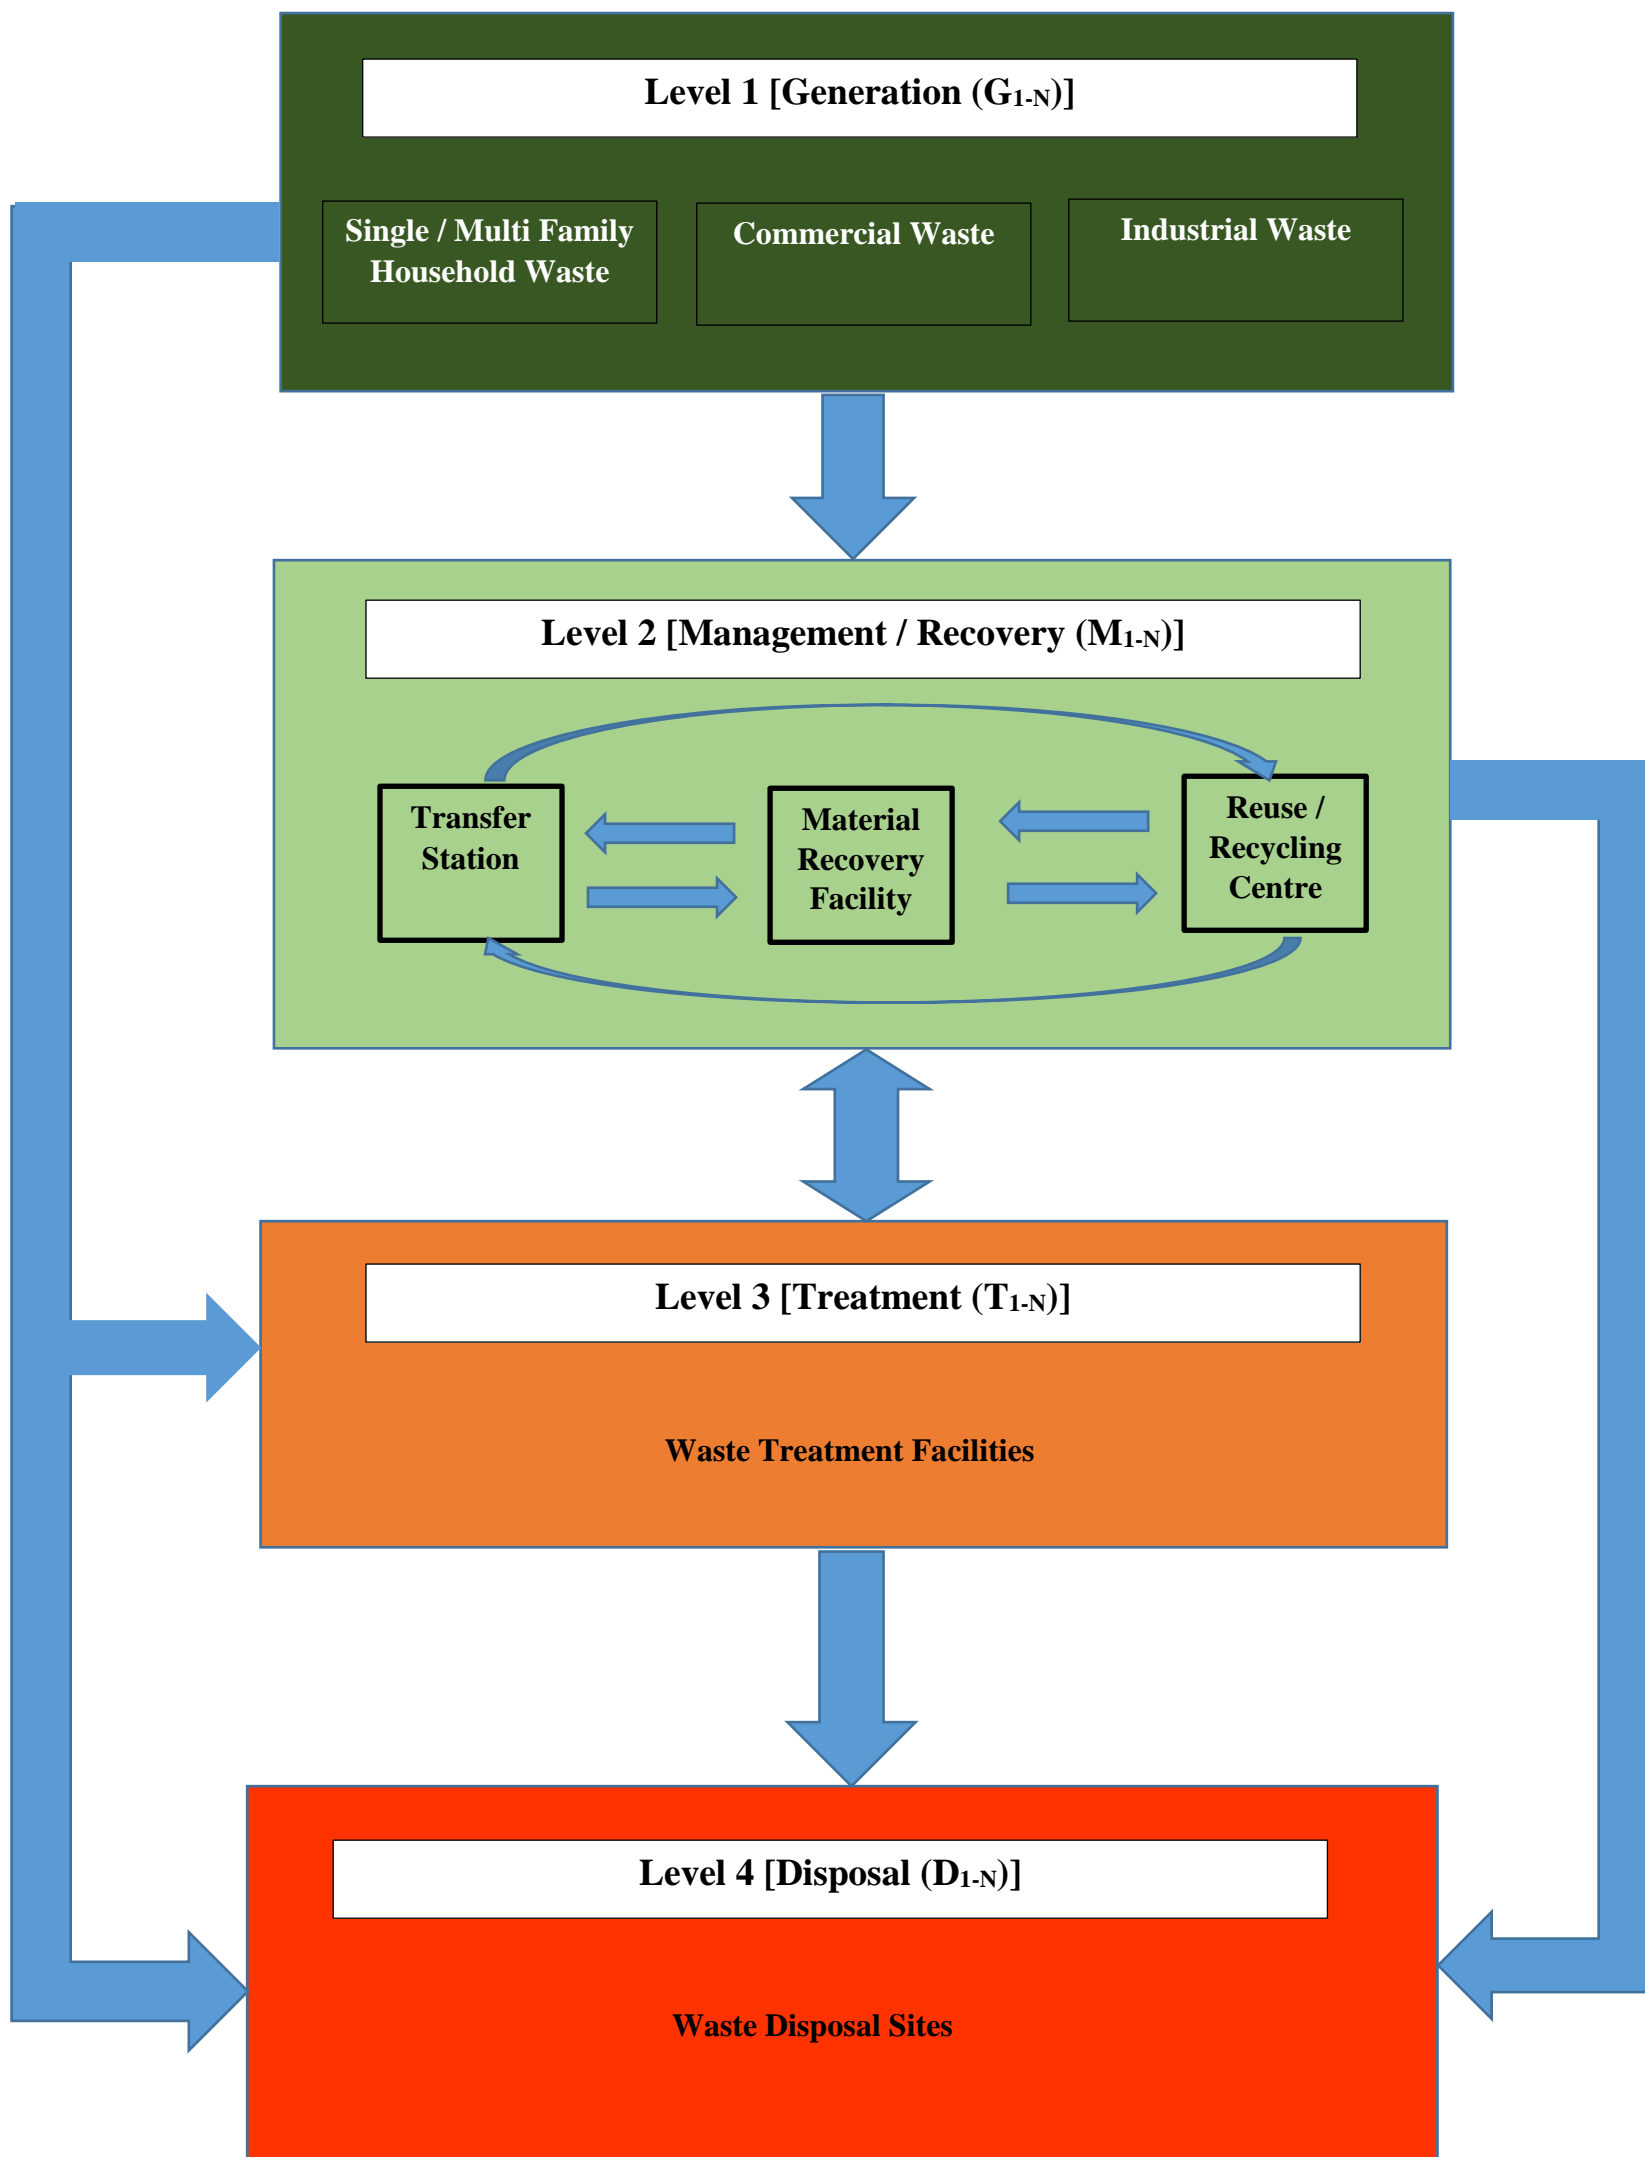 Level 1 [Generation (G1-N)]
Single / Multi Family
Household Waste
Commercial Waste
Industrial Waste
Level 2 [Management / Recovery (M1-N)]
Transfer
Station
Material
Recovery
Facility
Reuse /
Recycling
Centre
Level 3 [Treatment (T1-N)]
Waste Treatment Facilities
Level 4 [Disposal (D1-N)]
Waste Disposal Sites